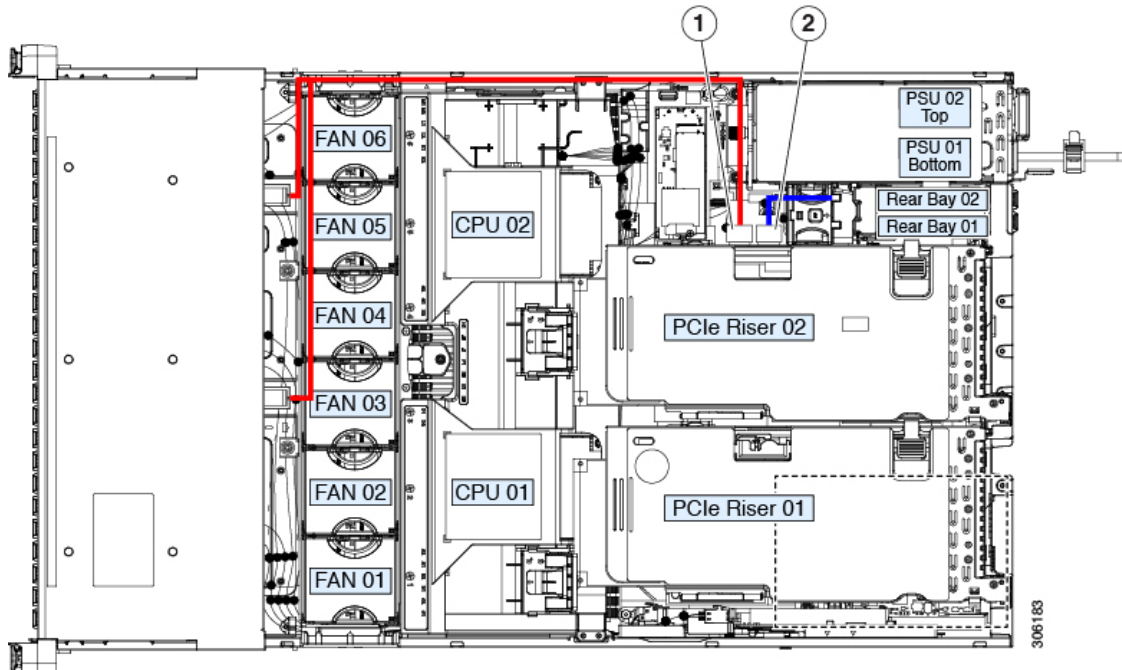 1
2
PSU 02
Top
PSU 01
Bottom
FAN 06
Rear Bay 02
Rear Bay 01
FAN 05
CPU 02
FAN 04
PCIe Riser 02
FAN 03
FAN 02
CPU 01
PCIe Riser 01
FAN 01
306183